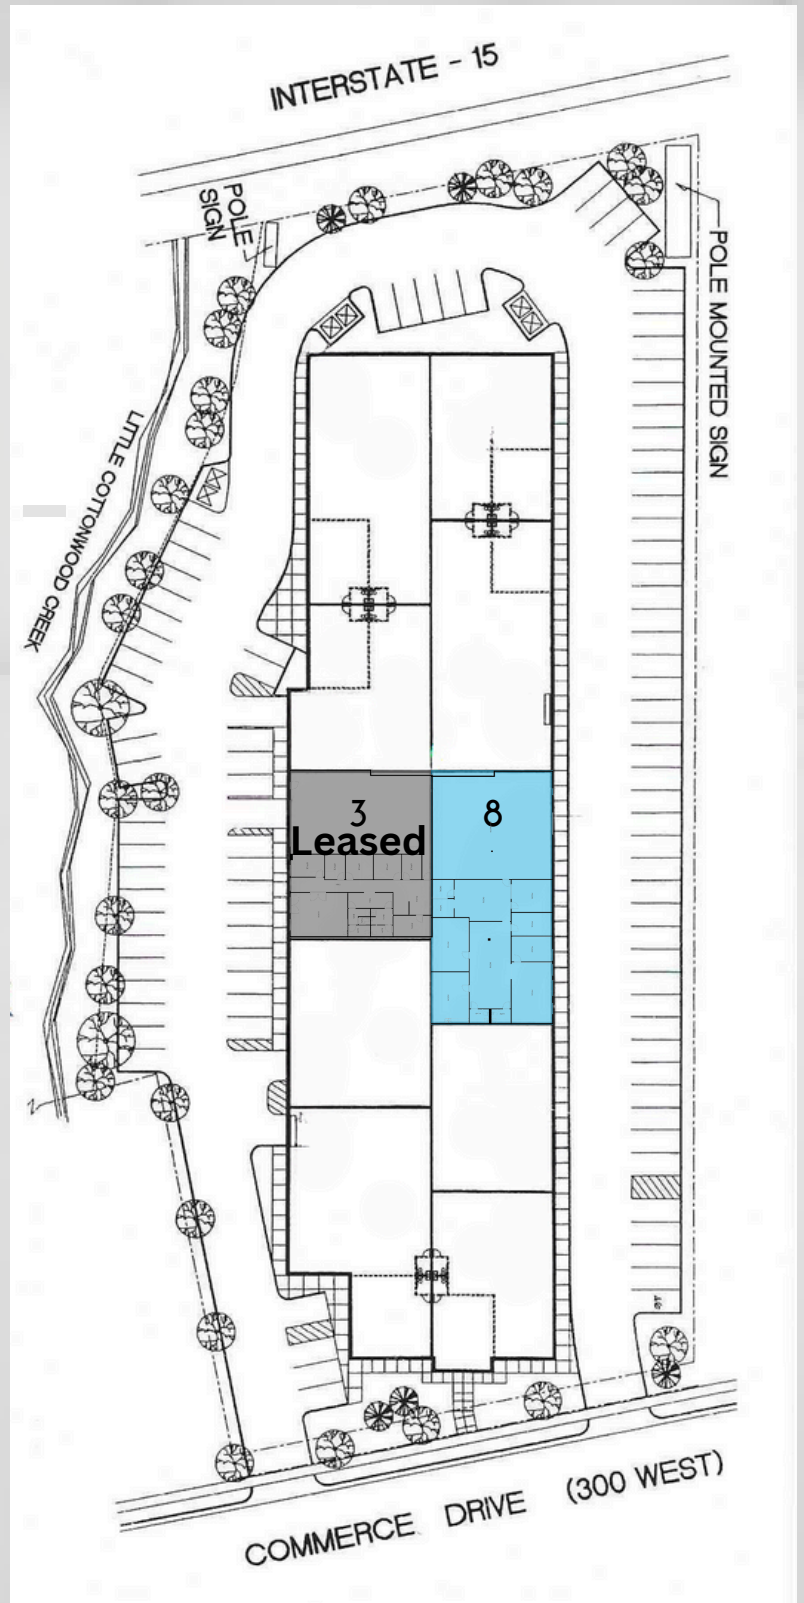 INTERSTATE - 15
POLE
SIGN
POLE MOUNTED SIGN
LITTLE COTTONWOOD CREEK
3
Leased
8
COMMERCE DRIVE (300 WEST)